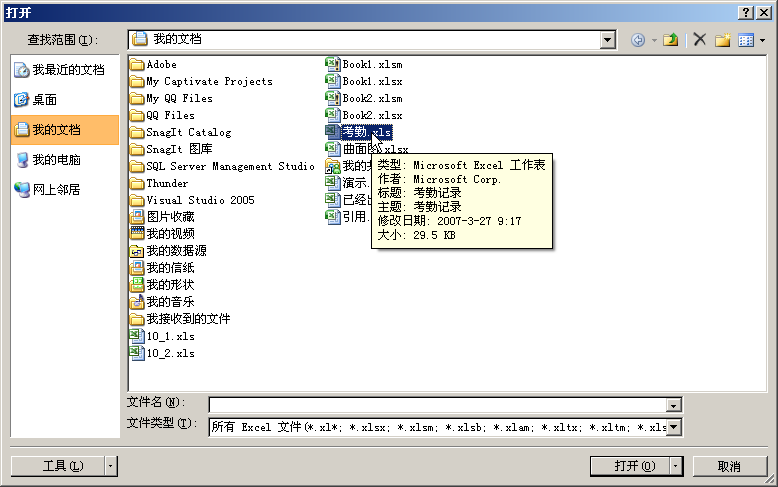 打开
查找范围(I):
我的文档
我最近的文档
桌面
我的文档
我的电脑
网上邻居
Adobe
My Captivate Projects
My QQ Files
QQ Files
SnagIt Catalog
SnagIt 图库
SQL Server Management Studio
Thunder
Visual Studio 2005
图片收藏
我的视频
我的数据源
我的信纸
我的形状
我的音乐
我接收到的文件
10_1.xls
10_2.xls
Book1.xlsm
Book1.xlsx
Book2.xlsm
Book2.xlsx
考勤.xls
曲面图.xlsx
我的
演示.
已经
引用.
类型: Microsoft Excel 工作表
作者: Microsoft Corp.
标题: 考勤记录
主题: 考勤记录
修改日期: 2007-3-27 9:17
大小: 29.5 KB
文件名(N):
文件类型(T):
所有 Excel 文件(*.xl*; *.xlsx; *.xlsm; *.xlsb; *.xlam; *.xltx; *.xltm; *.xls
工具(L)
打开(O)
取消